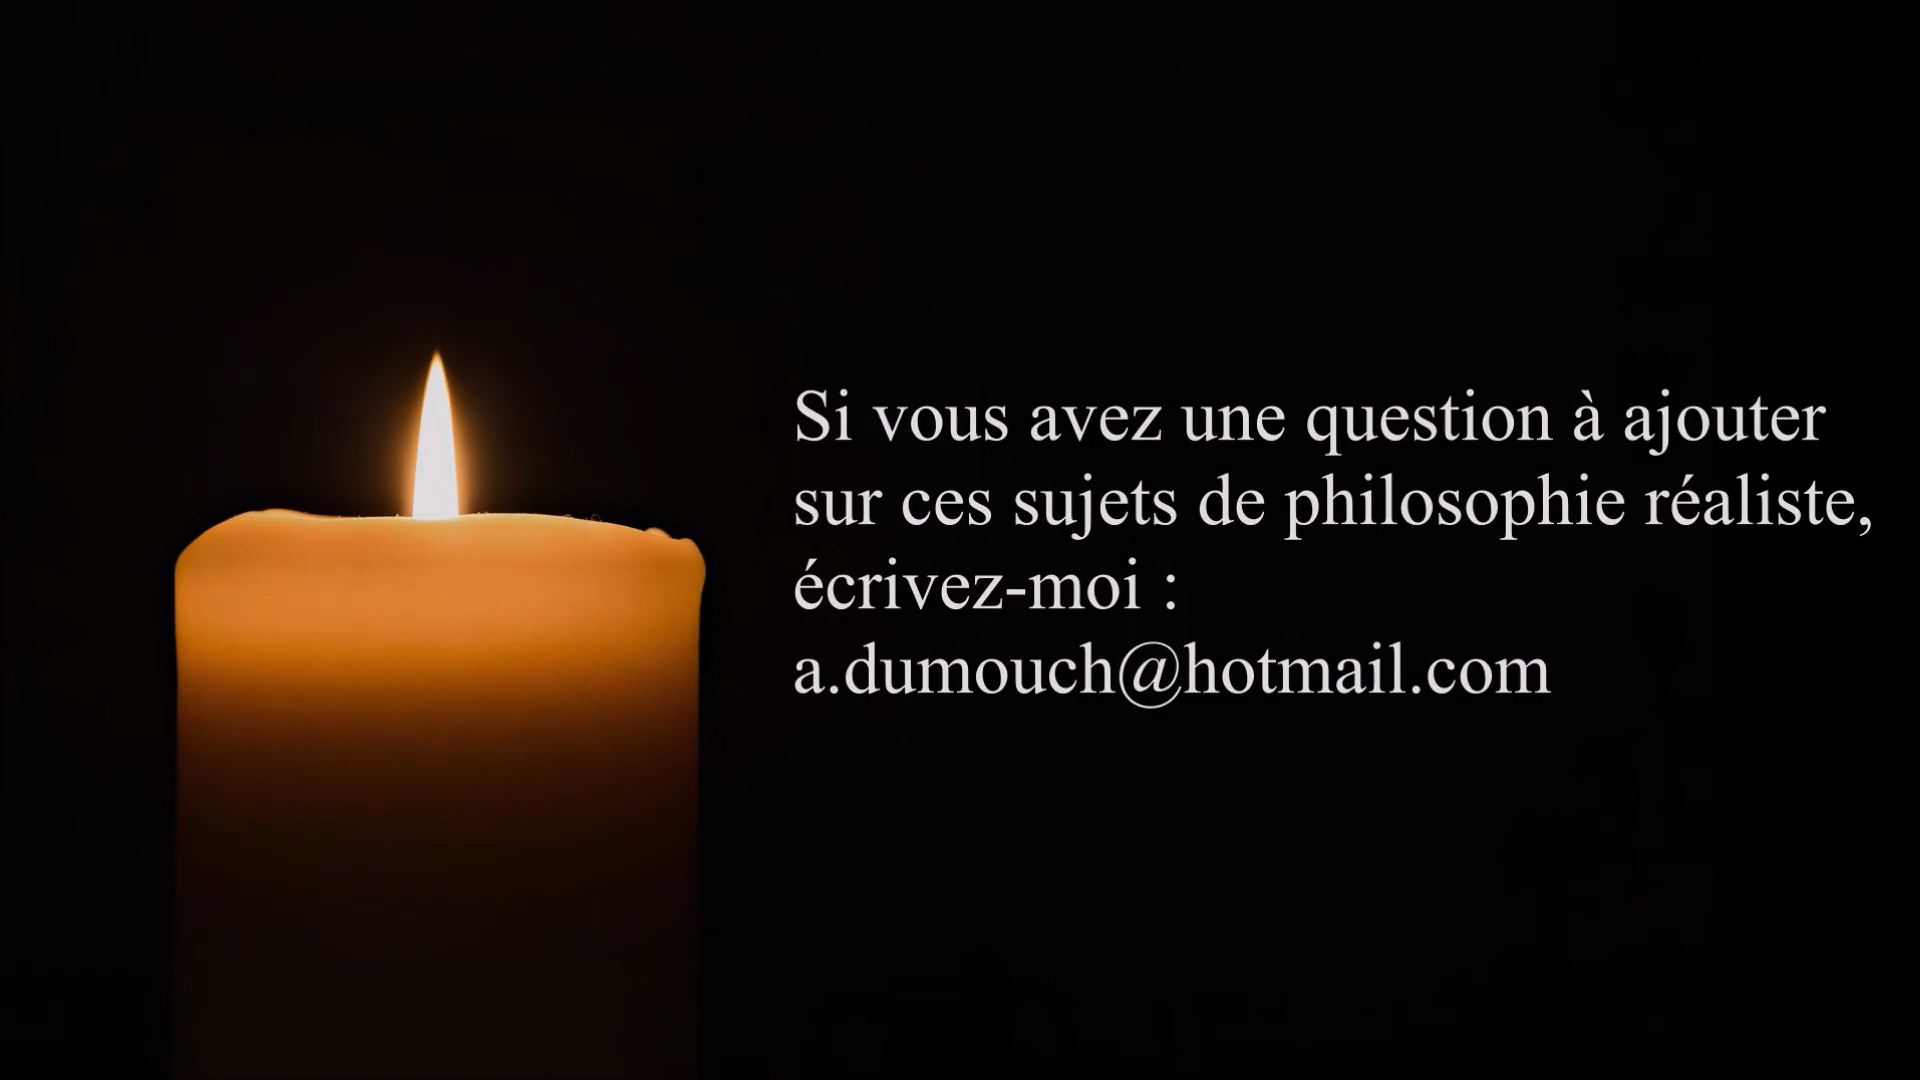 Si vous avez une question à ajouter
sur ces sujets de philosophie réaliste,
écrivez-moi :
a.dumouch@hotmail.com